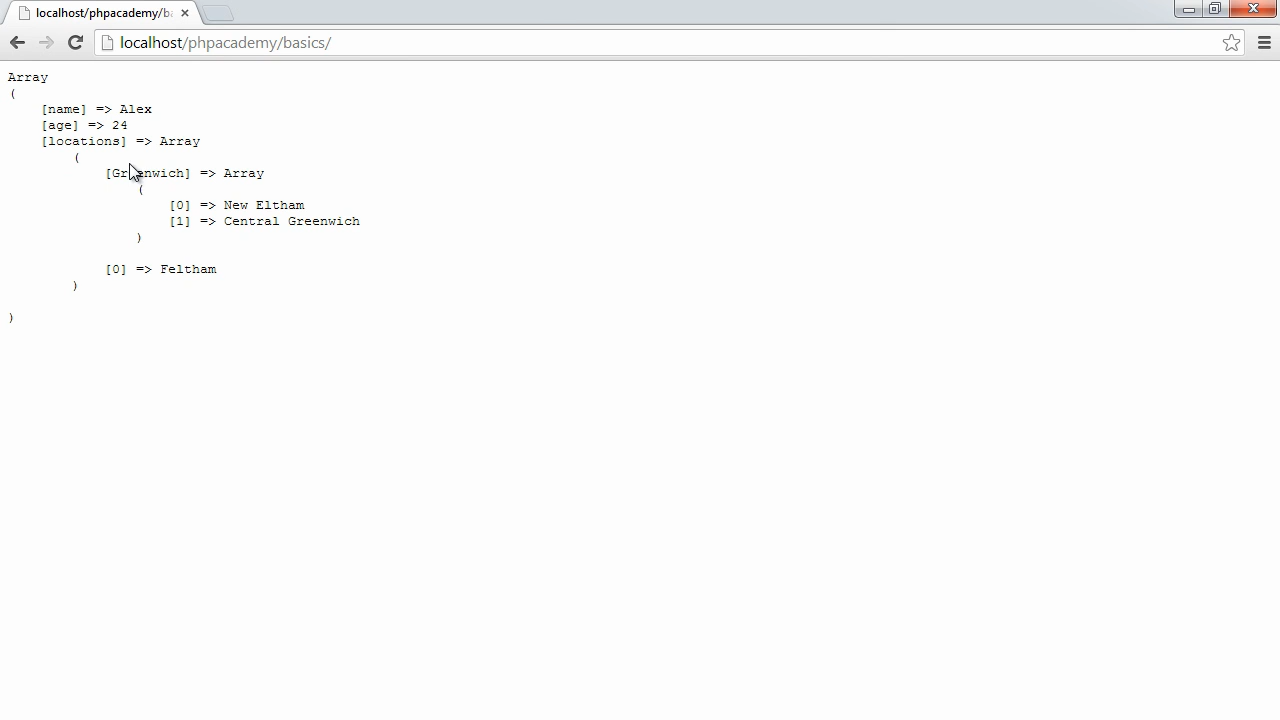 localhost/phpacademy/ba
localhost/phpacademy/basics/
Array
(
    [name] => Alex
    [age] => 24
    [locations] => Array
        (
            [Greenwich] => Array
                (
                    [0] => New Eltham
                    [1] => Central Greenwich
                )

            [0] => Feltham
        )

)